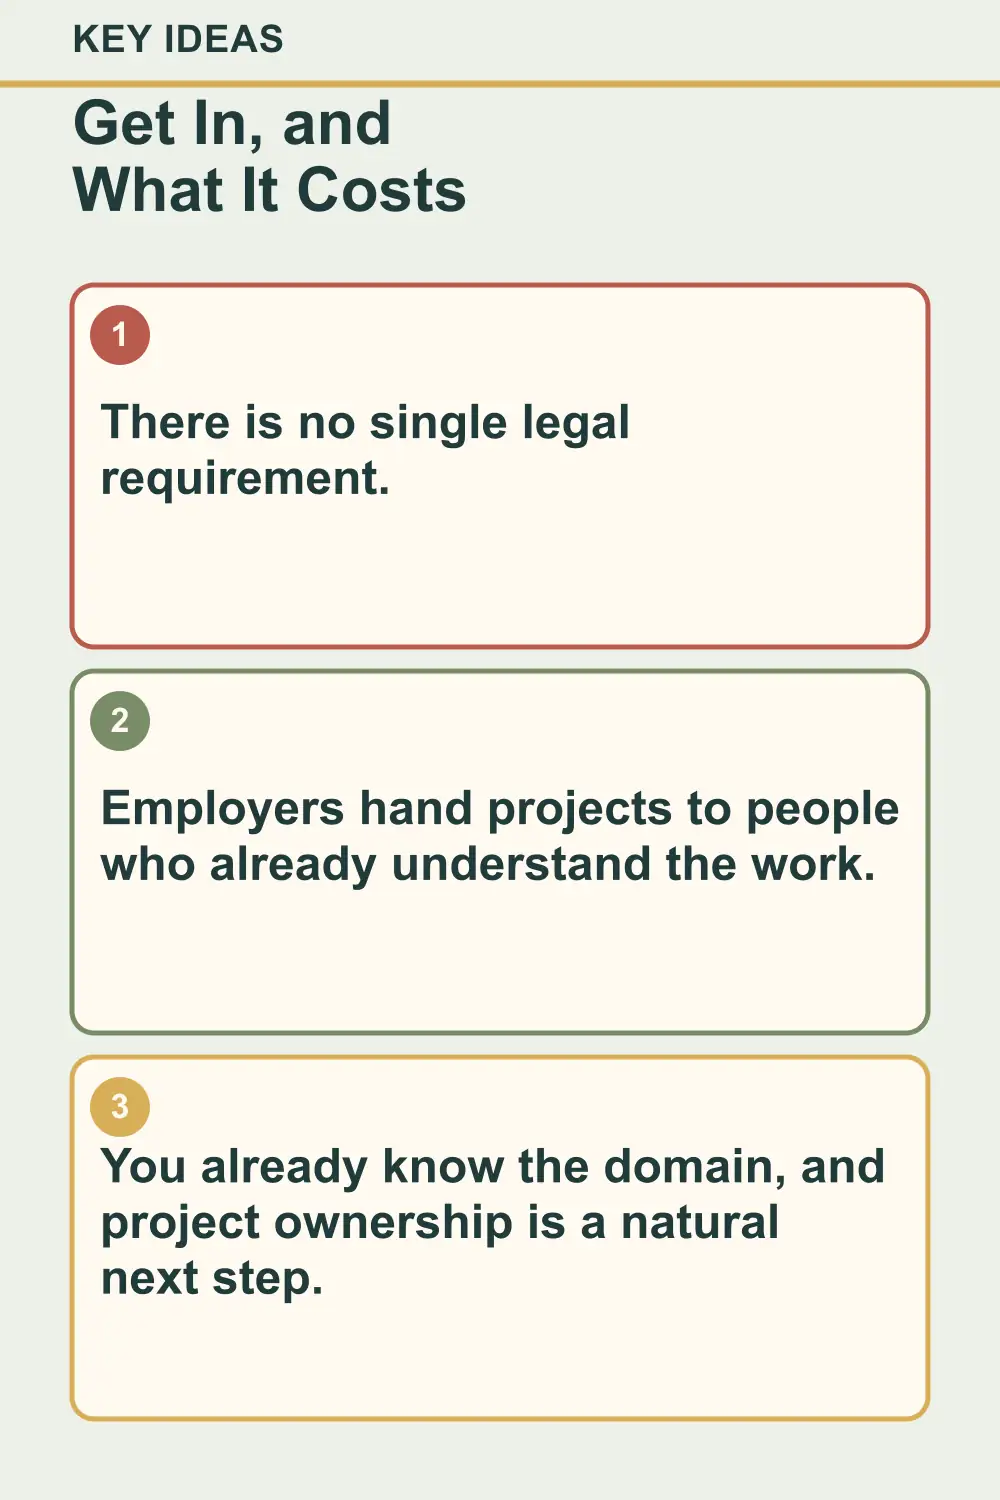 KEY IDEAS
Get In, and
What It Costs
1
There is no single legal
requirement.
2
Employers hand projects to people
who already understand the work.
3
You already know the domain, and
project ownership is a natural
next step.